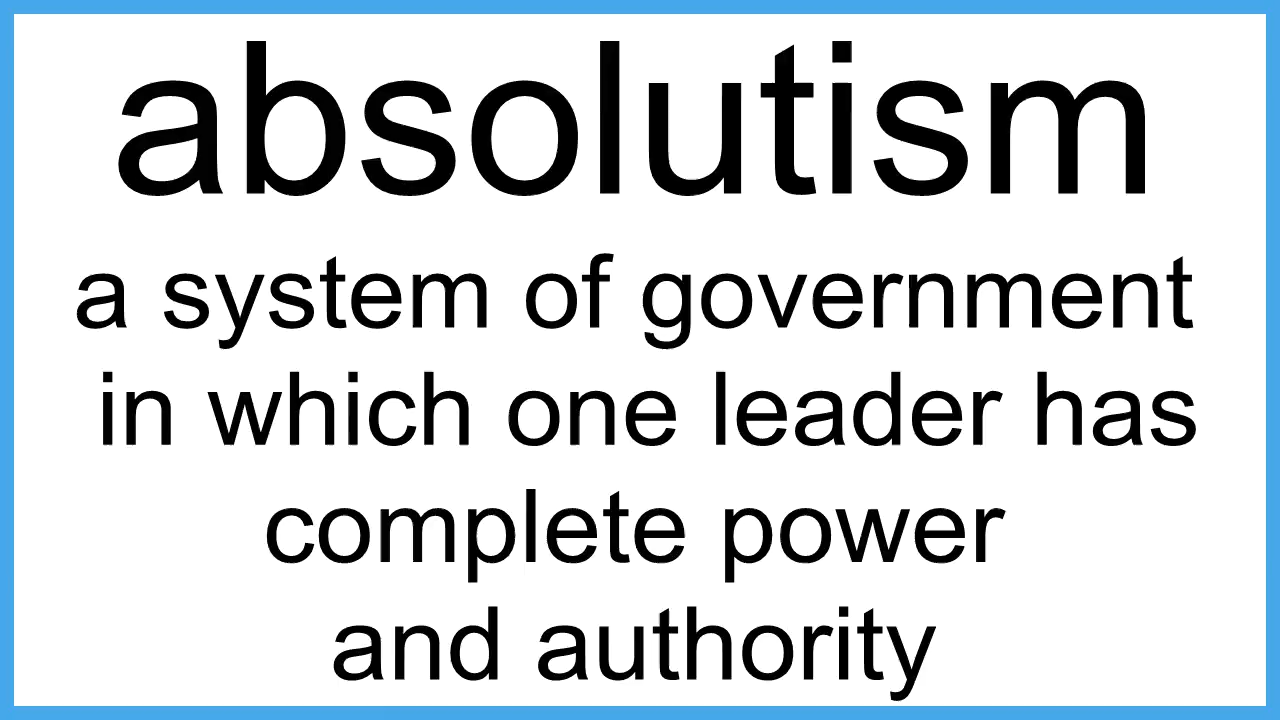 absolutism
a system of government
in which one leader has
complete power
and authority